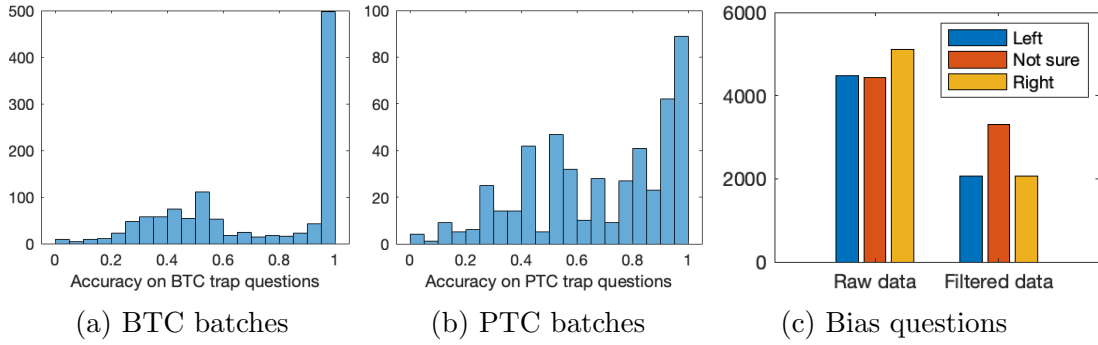 500
400
300
200
100
0
0 0.2 0.4 0.6 0.8 1
Accuracy on BTC trap questions
(a) BTC batches
100
80
60
40
20
0
0 0.2 0.4 0.6 0.8 1
Accuracy on PTC trap questions
(b) PTC batches
6000
4000
2000
0
Left
Not sure
Right
Raw data Filtered data
(c) Bias questions